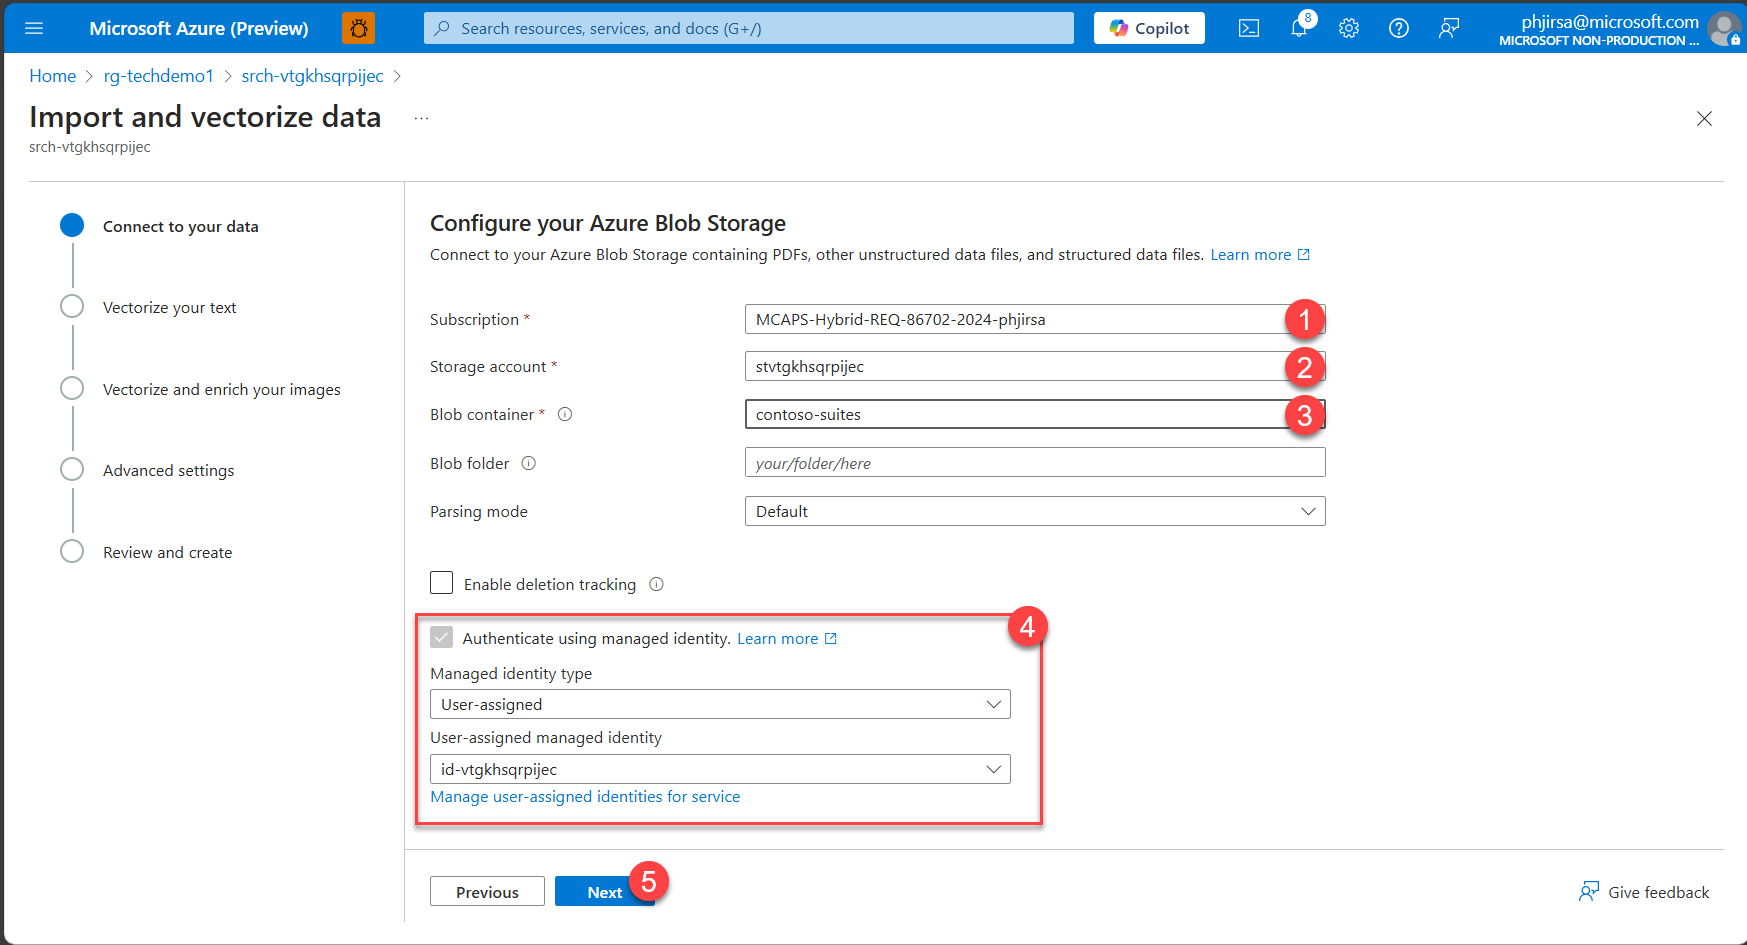 Microsoft Azure (Preview)
Search resources, services, and docs (G+/)
Copilot
8
phjirsa@microsoft.com
MICROSOFT NON-PRODUCTION ...
Home > rg-techdemo1 > srch-vtgkhsqrpijec >
Import and vectorize data ...
srch-vtgkhsqrpijec
Connect to your data
Vectorize your text
Vectorize and enrich your images
Advanced settings
Review and create
Configure your Azure Blob Storage
Connect to your Azure Blob Storage containing PDFs, other unstructured data files, and structured data files. Learn more
Subscription * MCAPS-Hybrid-REQ-86702-2024-phjirsa 1
Storage account * stvtgkhsqrpijec 2
Blob container * contoso-suites 3
Blob folder your/folder/here
Parsing mode Default
Enable deletion tracking
4
Authenticate using managed identity. Learn more
Managed identity type
User-assigned
User-assigned managed identity
id-vtgkhsqrpijec
Manage user-assigned identities for service
Previous Next 5
Give feedback